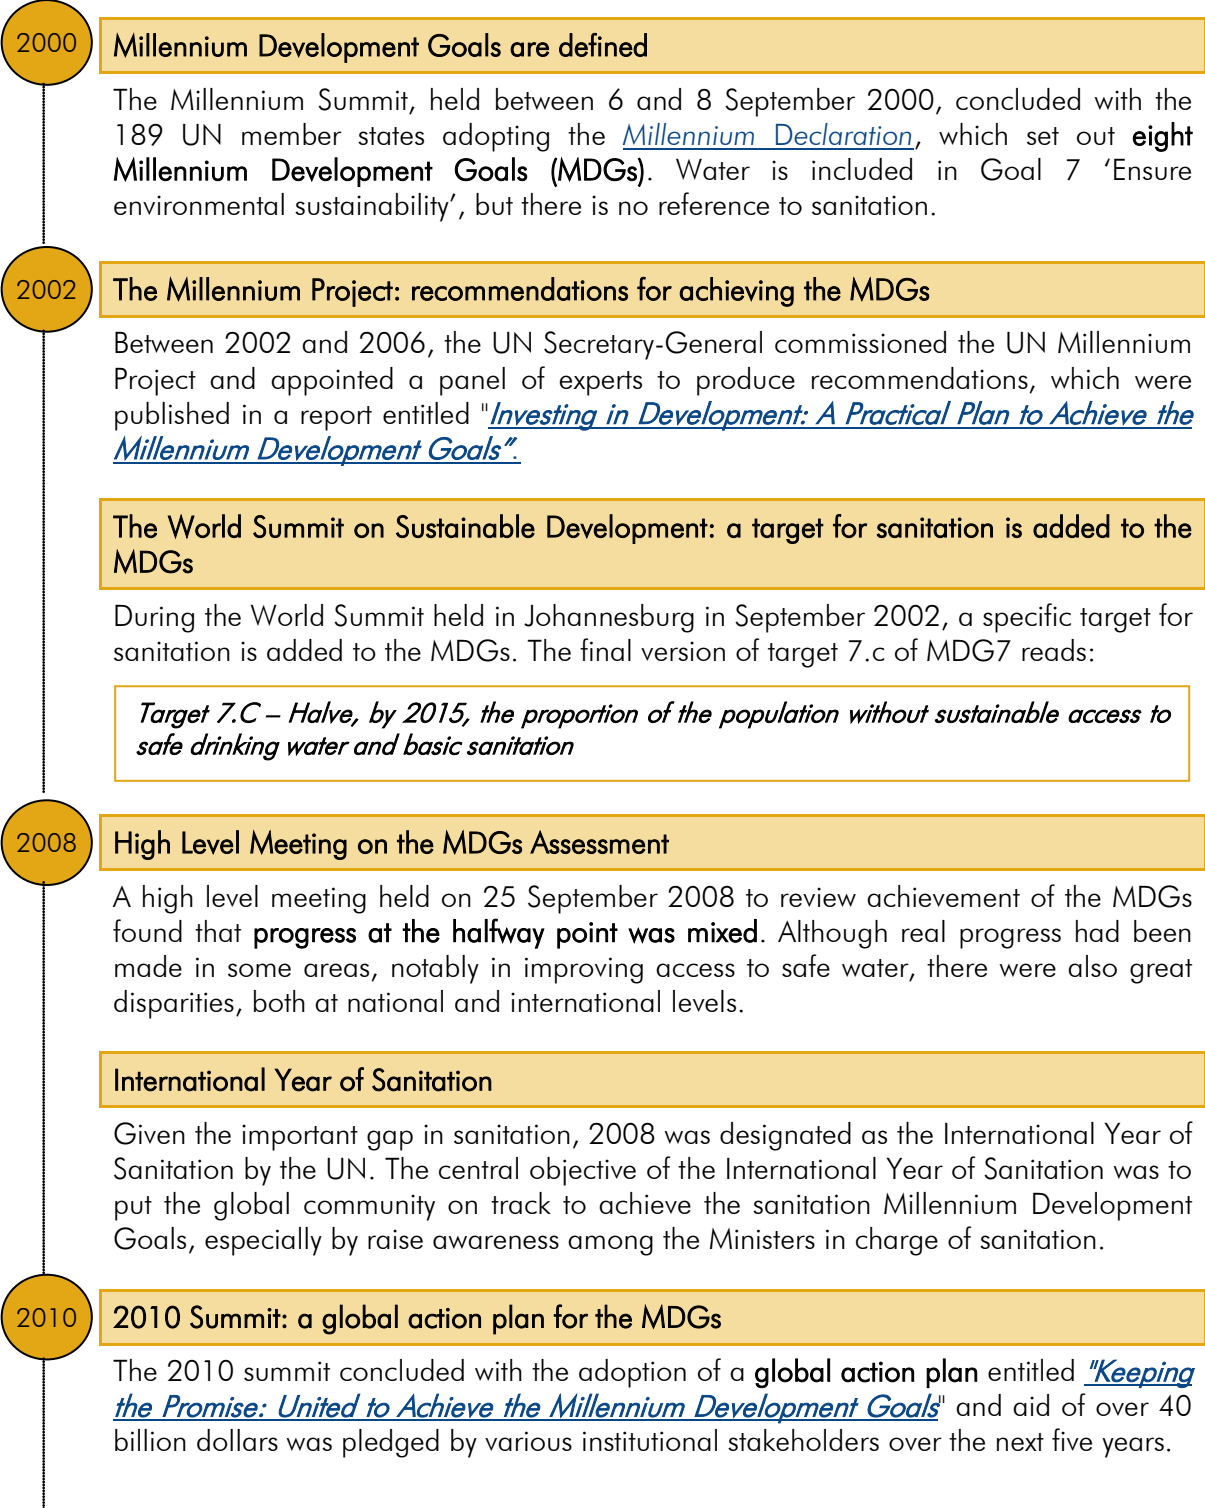 2000
Millennium Development Goals are defined
The Millennium Summit, held between 6 and 8 September 2000, concluded with the
189 UN member states adopting the Millennium Declaration, which set out eight
Millennium Development Goals (MDGs). Water is included in Goal 7 ‘Ensure
environmental sustainability’, but there is no reference to sanitation.
2002
The Millennium Project: recommendations for achieving the MDGs
Between 2002 and 2006, the UN Secretary-General commissioned the UN Millennium
Project and appointed a panel of experts to produce recommendations, which were
published in a report entitled "Investing in Development: A Practical Plan to Achieve the
Millennium Development Goals”.
The World Summit on Sustainable Development: a target for sanitation is added to the
MDGs
During the World Summit held in Johannesburg in September 2002, a specific target for
sanitation is added to the MDGs. The final version of target 7.c of MDG7 reads:
Target 7.C – Halve, by 2015, the proportion of the population without sustainable access to
safe drinking water and basic sanitation
2008
High Level Meeting on the MDGs Assessment
A high level meeting held on 25 September 2008 to review achievement of the MDGs
found that progress at the halfway point was mixed. Although real progress had been
made in some areas, notably in improving access to safe water, there were also great
disparities, both at national and international levels.
International Year of Sanitation
Given the important gap in sanitation, 2008 was designated as the International Year of
Sanitation by the UN. The central objective of the International Year of Sanitation was to
put the global community on track to achieve the sanitation Millennium Development
Goals, especially by raise awareness among the Ministers in charge of sanitation.
2010
2010 Summit: a global action plan for the MDGs
The 2010 summit concluded with the adoption of a global action plan entitled "Keeping
the Promise: United to Achieve the Millennium Development Goals" and aid of over 40
billion dollars was pledged by various institutional stakeholders over the next five years.